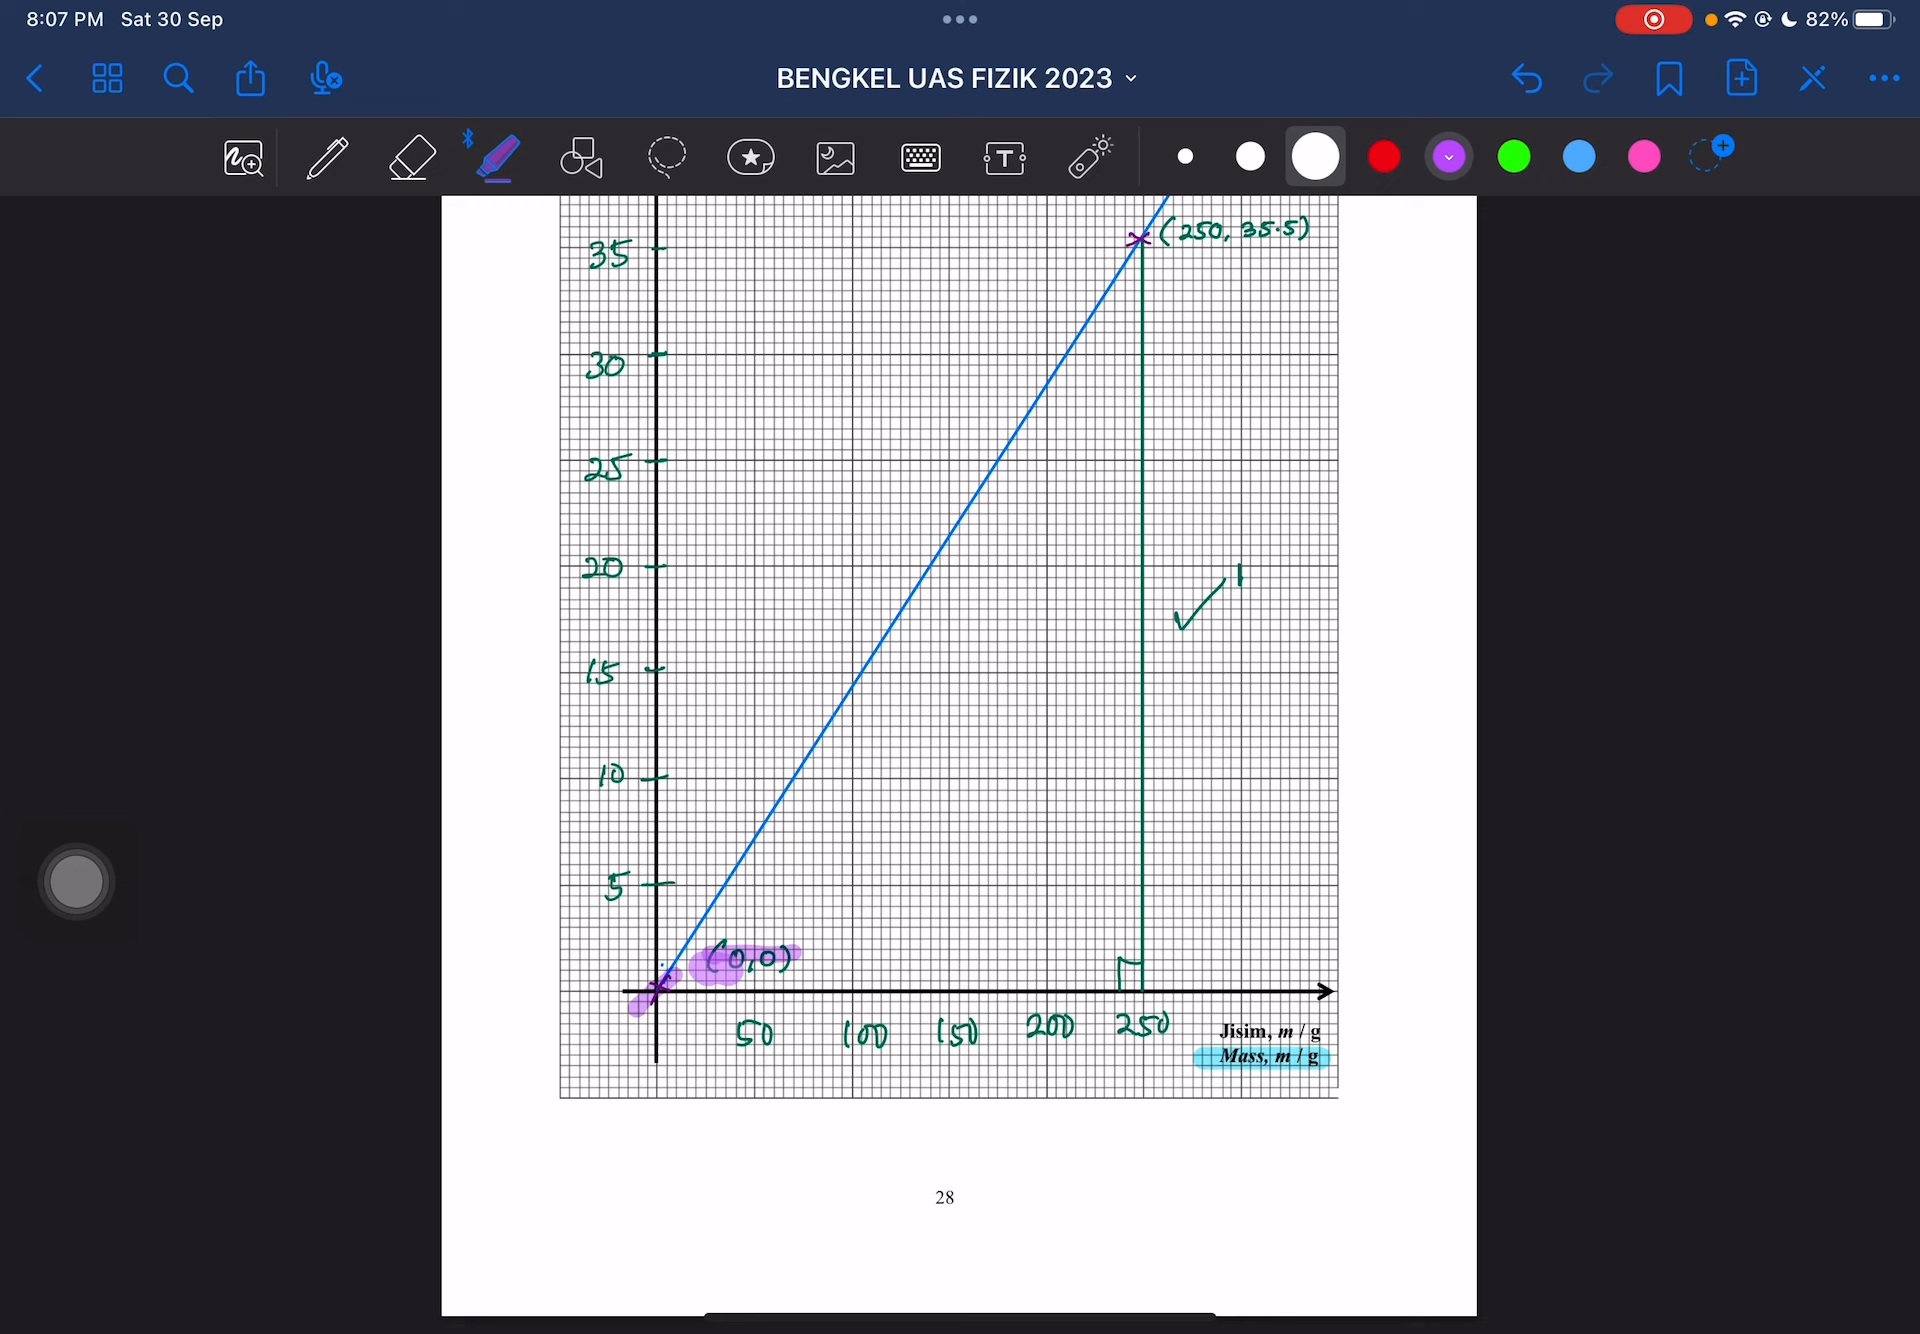 8:07 PM Sat 30 Sep
82%
BENGKEL UAS FIZIK 2023
T
(250, 35.5)
35
30
25
20
1
15
10
5
(0,0)
50 100 150 200 250
Jisim, m / g
Mass, m / g
28